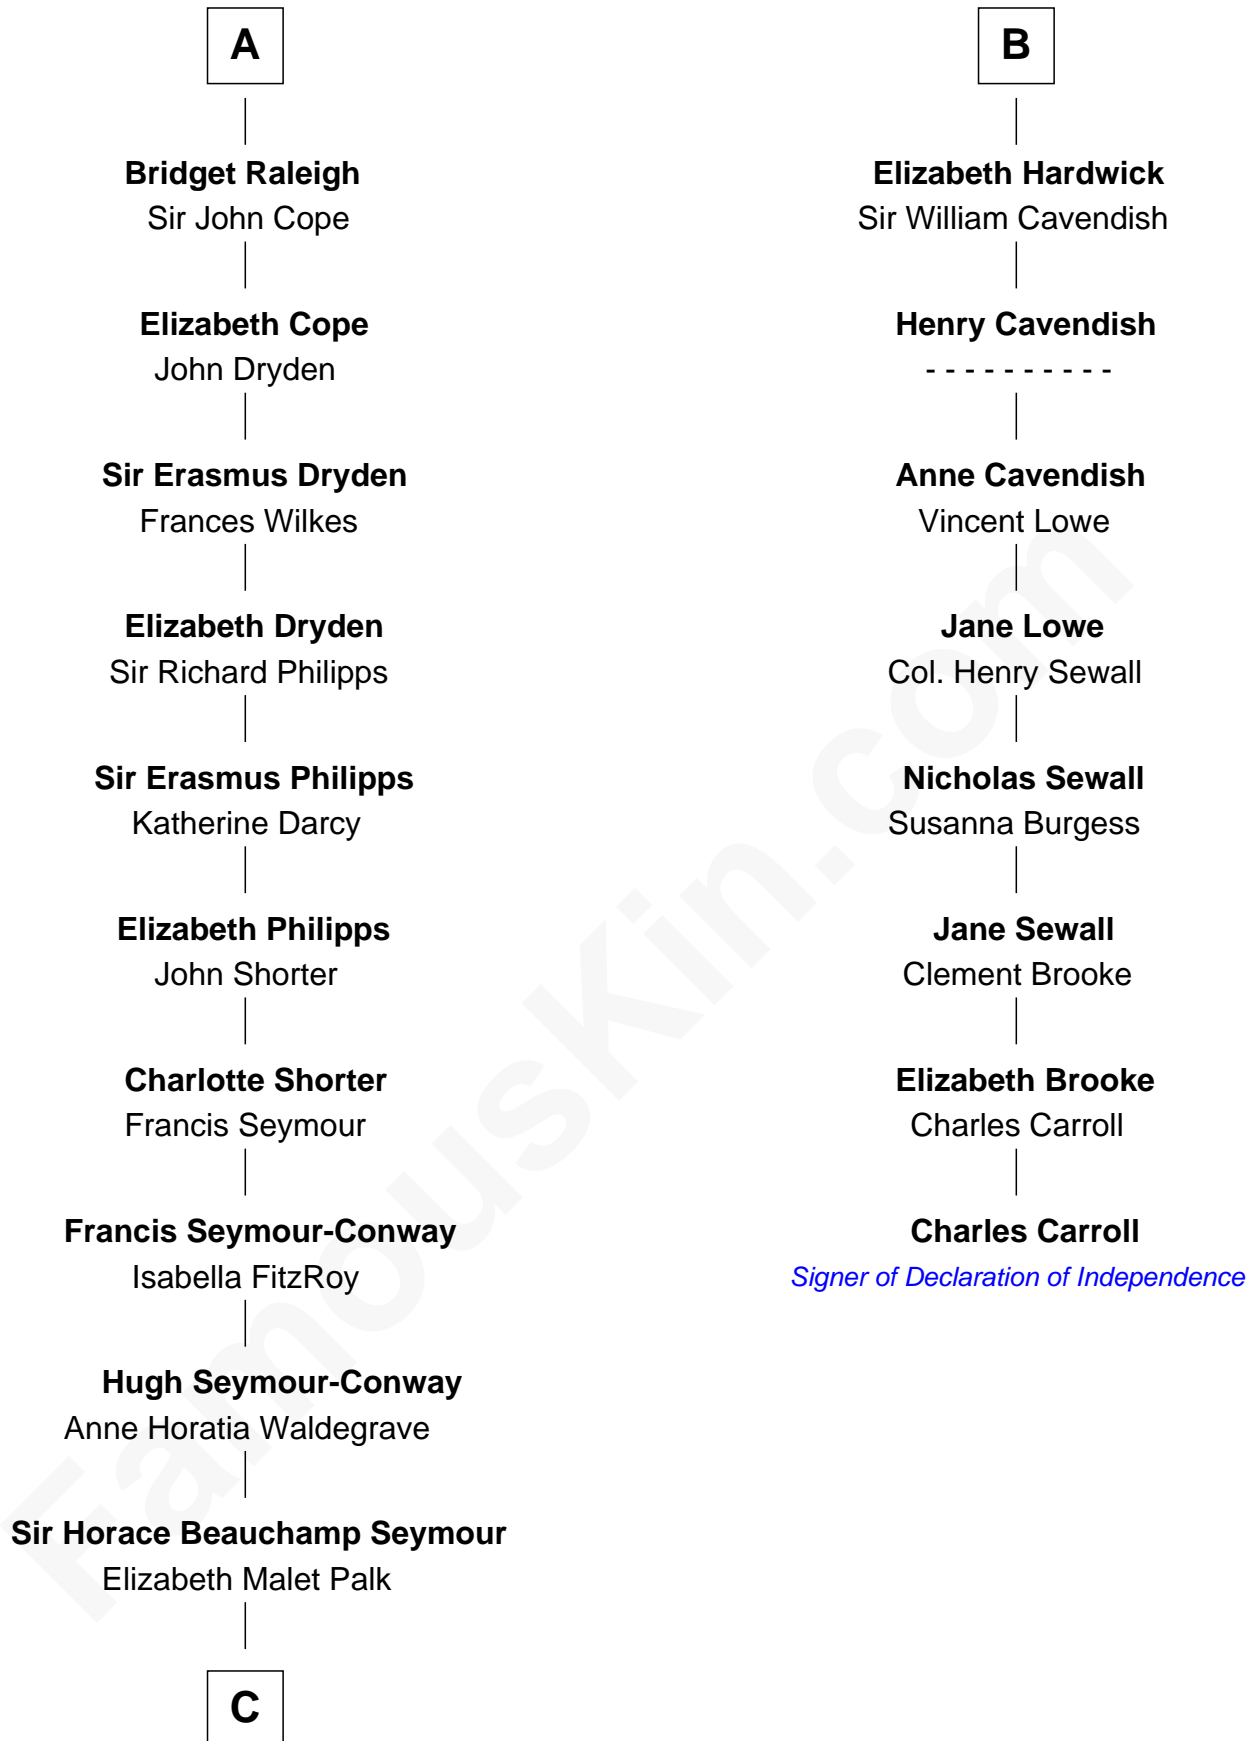 A
Bridget Raleigh
Sir John Cope
Elizabeth Cope
John Dryden
Sir Erasmus Dryden
Frances Wilkes
Elizabeth Dryden
Sir Richard Philipps
Sir Erasmus Philipps
Katherine Darcy
Elizabeth Philipps
John Shorter
Charlotte Shorter
Francis Seymour
Francis Seymour-Conway
Isabella FitzRoy
Hugh Seymour-Conway
Anne Horatia Waldegrave
Sir Horace Beauchamp Seymour
Elizabeth Malet Palk
C
B
Elizabeth Hardwick
Sir William Cavendish
Henry Cavendish
- - - - - - - - - -
Anne Cavendish
Vincent Lowe
Jane Lowe
Col. Henry Sewall
Nicholas Sewall
Susanna Burgess
Jane Sewall
Clement Brooke
Elizabeth Brooke
Charles Carroll
Charles Carroll
Signer of Declaration of Independence
FamousKin.com